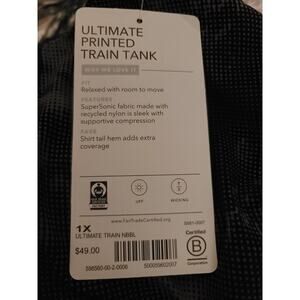 ULTIMATE
PRINTED
TRAIN TANK
WHY WE LOVE IT
FIT
Relaxed with room to move
FEATURES
SuperSonic fabric made with
recycled nylon is sleek with
supportive compression
FAVE
Shirt tail hem adds extra
coverage
FACTORY
UPF
WICKING
www.FairTradeCertified.org
1X
ULTIMATE TRAIN NBBL
$49.00
Certified
B
Corporation